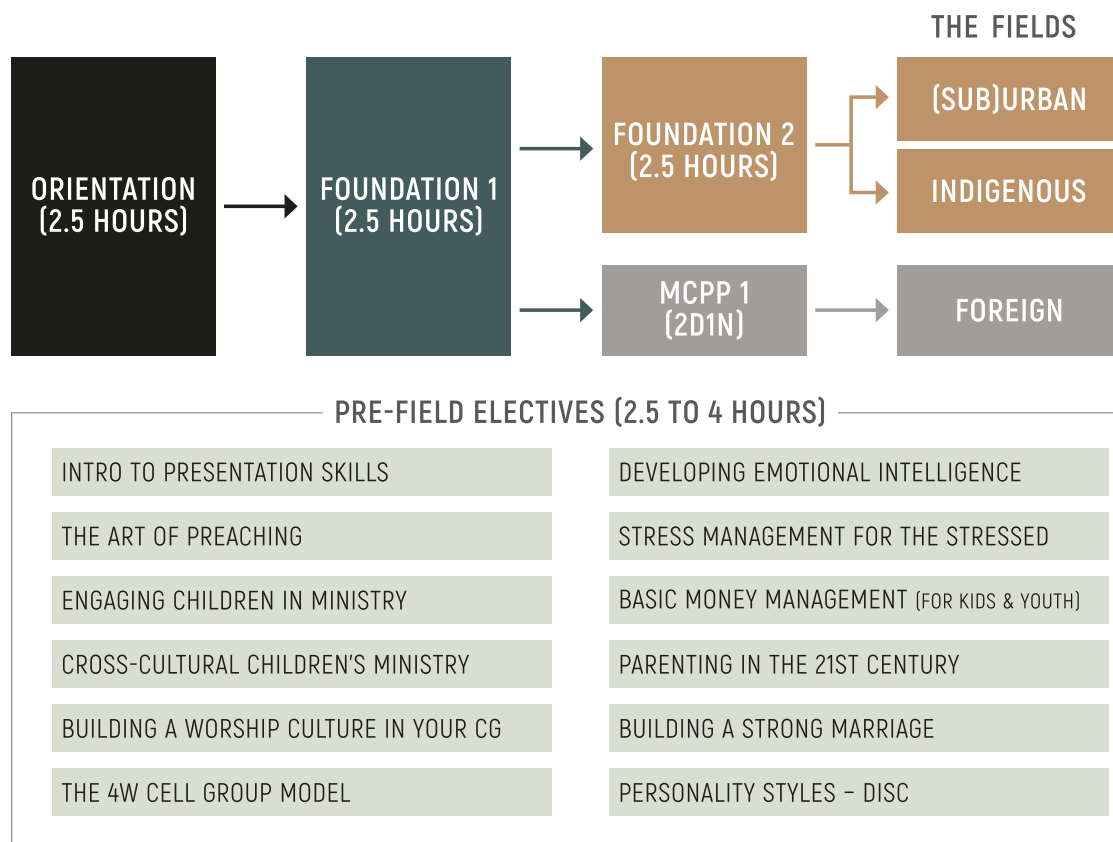 THE FIELDS
ORIENTATION
(2.5 HOURS)
FOUNDATION 1
(2.5 HOURS)
FOUNDATION 2
(2.5 HOURS)
(SUB)URBAN
INDIGENOUS
MCPP 1
(2D1N)
FOREIGN
PRE-FIELD ELECTIVES (2.5 TO 4 HOURS)
INTRO TO PRESENTATION SKILLS
THE ART OF PREACHING
ENGAGING CHILDREN IN MINISTRY
CROSS-CULTURAL CHILDREN'S MINISTRY
BUILDING A WORSHIP CULTURE IN YOUR CG
THE 4W CELL GROUP MODEL
DEVELOPING EMOTIONAL INTELLIGENCE
STRESS MANAGEMENT FOR THE STRESSED
BASIC MONEY MANAGEMENT (FOR KIDS & YOUTH)
PARENTING IN THE 21ST CENTURY
BUILDING A STRONG MARRIAGE
PERSONALITY STYLES – DISC